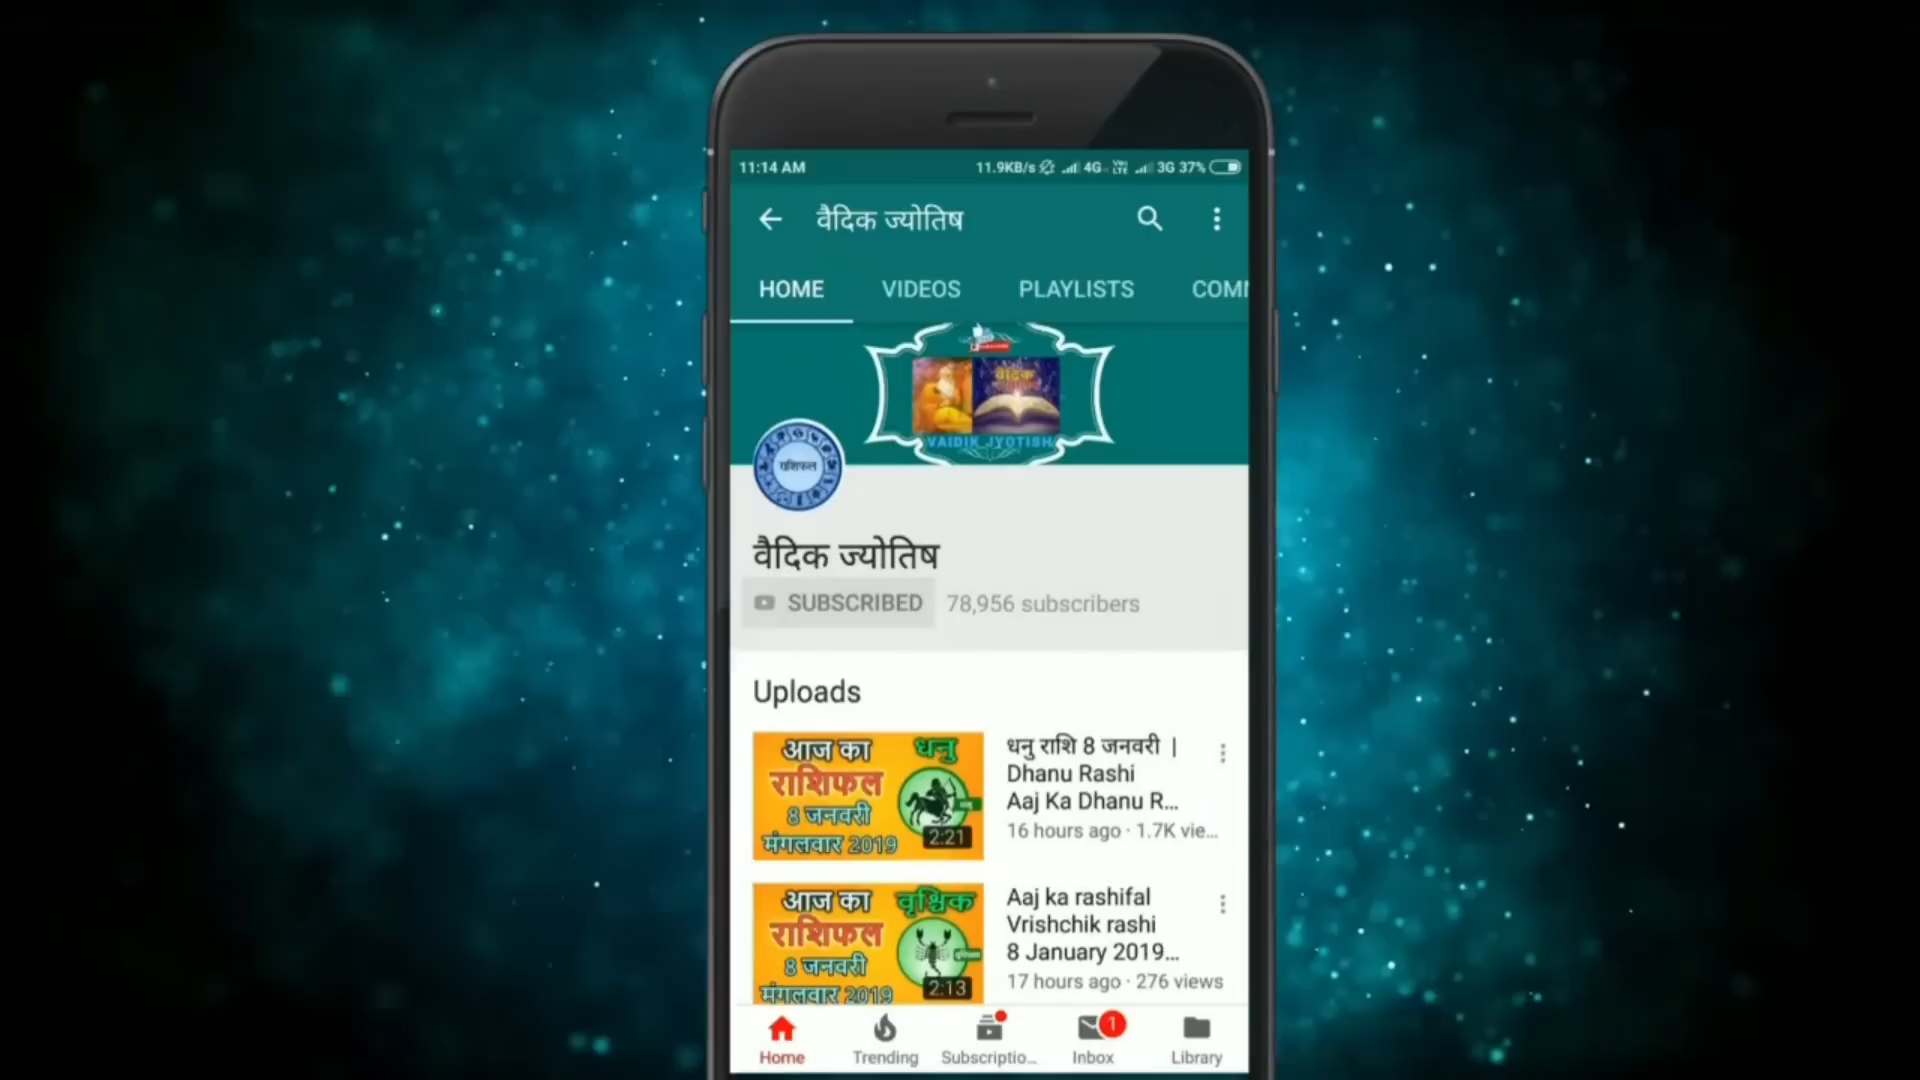 11:14 AM
11.9KB/s 4G VoLTE 3G 37%
वैदिक ज्योतिष
HOME VIDEOS PLAYLISTS COMM
वैदिक
VAIDIK JYOTISH
राशिफल
वैदिक ज्योतिष
SUBSCRIBED 78,956 subscribers
Uploads
आज का धनु
राशिफल
8 जनवरी
मंगलवार 2019
2:21
धनु राशि 8 जनवरी |
Dhanu Rashi
Aaj Ka Dhanu R...
16 hours ago · 1.7K vie...
आज का वृश्चिक
राशिफल
8 जनवरी
मंगलवार 2019
2:13
Aaj ka rashifal
Vrishchik rashi
8 January 2019...
17 hours ago · 276 views
1
Home Trending Subscriptio... Inbox Library